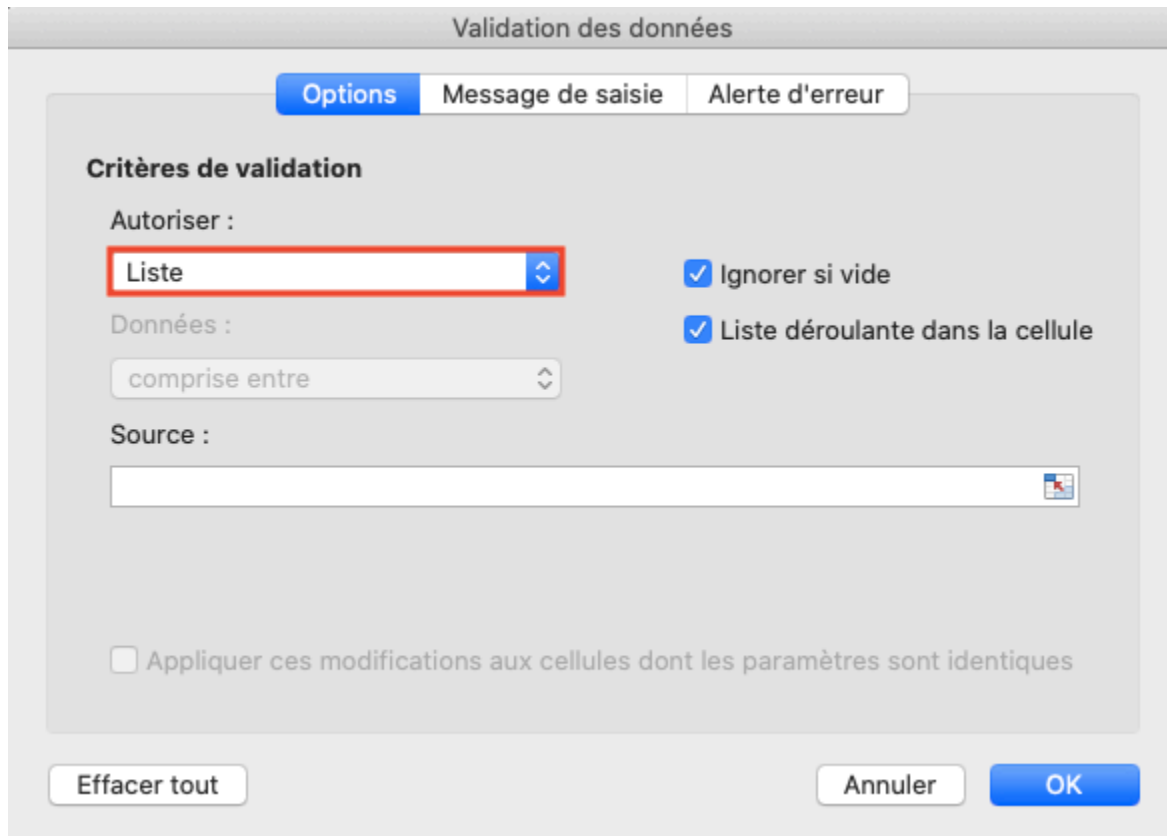 Validation des données
Options Message de saisie Alerte d'erreur
Critères de validation
Autoriser :
Liste
Ignorer si vide
Données :
Liste déroulante dans la cellule
comprise entre
Source :
Appliquer ces modifications aux cellules dont les paramètres sont identiques
Effacer tout Annuler OK